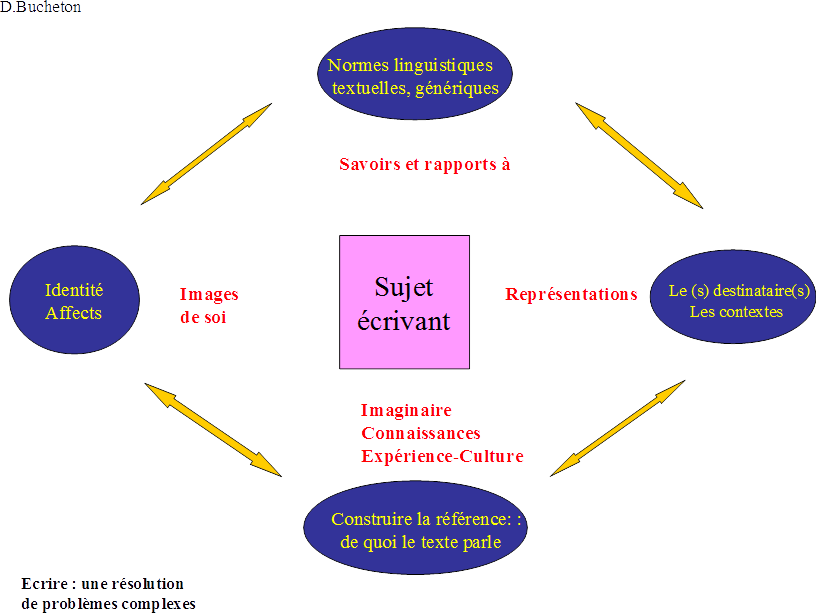 D.Bucheton
Normes linguistiques
textuelles, génériques
Savoirs et rapports à
Identité
Affects
Images
de soi
Sujet
écrivant
Représentations
Le (s) destinataire(s)
Les contextes
Imaginaire
Connaissances
Expérience-Culture
Construire la référence: :
de quoi le texte parle
Ecrire : une résolution
de problèmes complexes